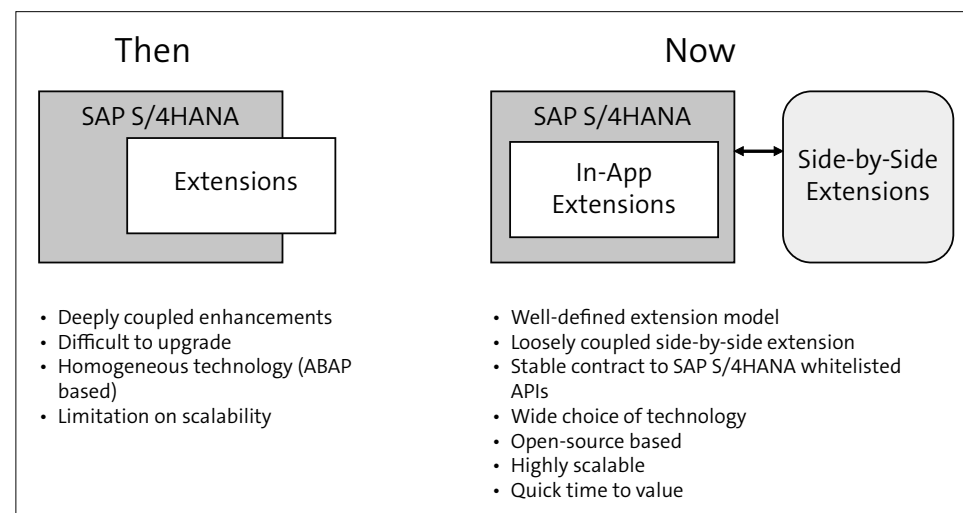 Then
SAP S/4HANA
Extensions
• Deeply coupled enhancements
• Difficult to upgrade
• Homogeneous technology (ABAP
based)
• Limitation on scalability
Now
SAP S/4HANA
In-App
Extensions
Side-by-Side
Extensions
• Well-defined extension model
• Loosely coupled side-by-side extension
• Stable contract to SAP S/4HANA whitelisted
APIs
• Wide choice of technology
• Open-source based
• Highly scalable
• Quick time to value